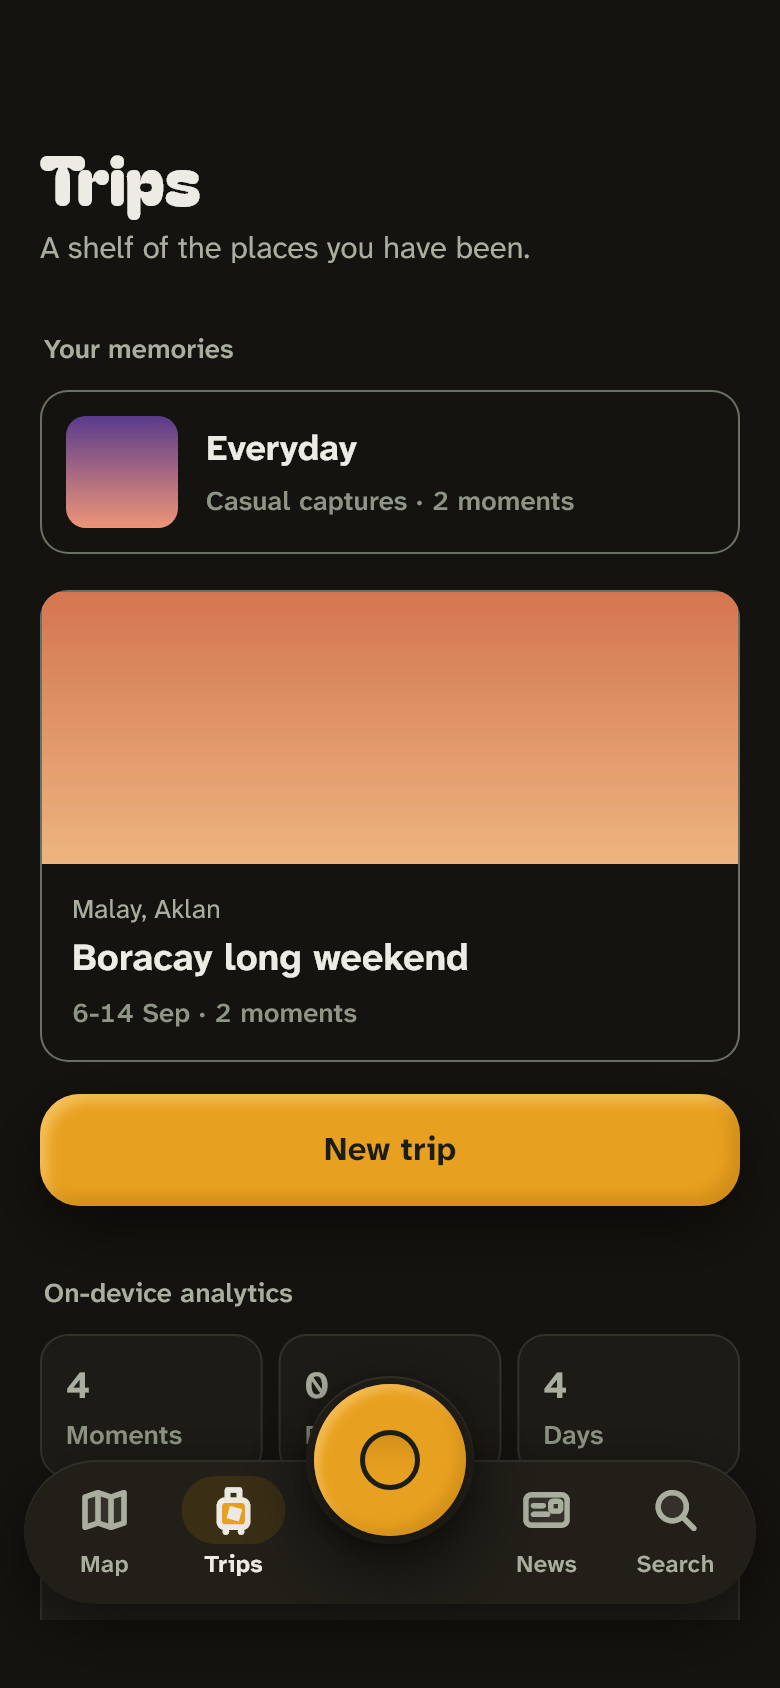 Trips
A shelf of the places you have been.
Your memories
Everyday
Casual captures · 2 moments
Malay, Aklan
Boracay long weekend
6-14 Sep · 2 moments
New trip
On-device analytics
4
0
4
Moments
Days
Map
Trips
News
Search